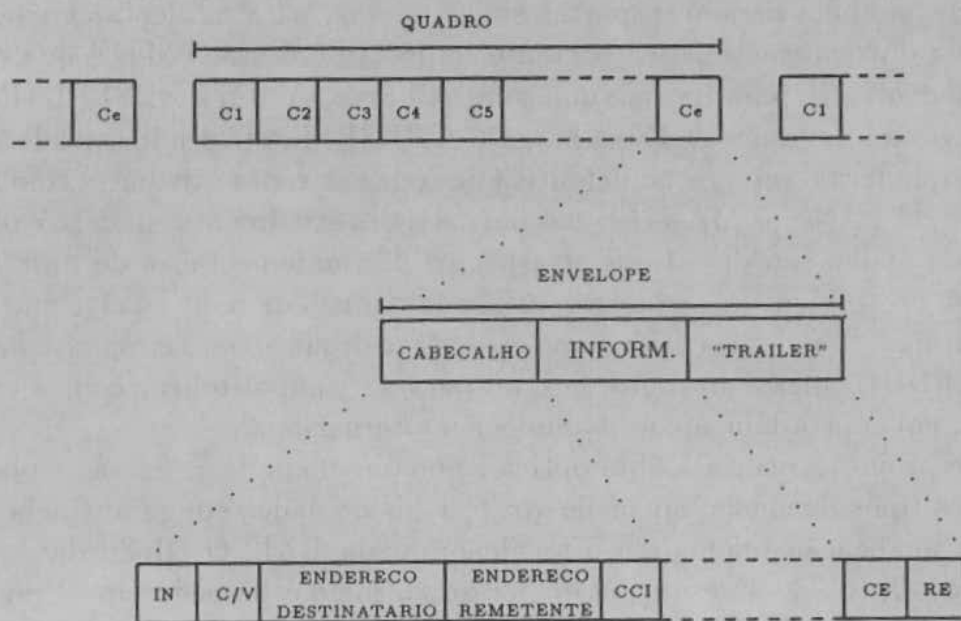 QUADRO
Ce C1 C2 C3 C4 C5 Ce C1
ENVELOPE
CABECALHO INFORM. "TRAILER"
IN C/V ENDERECO DESTINATARIO ENDERECO REMETENTE CCI CE RE